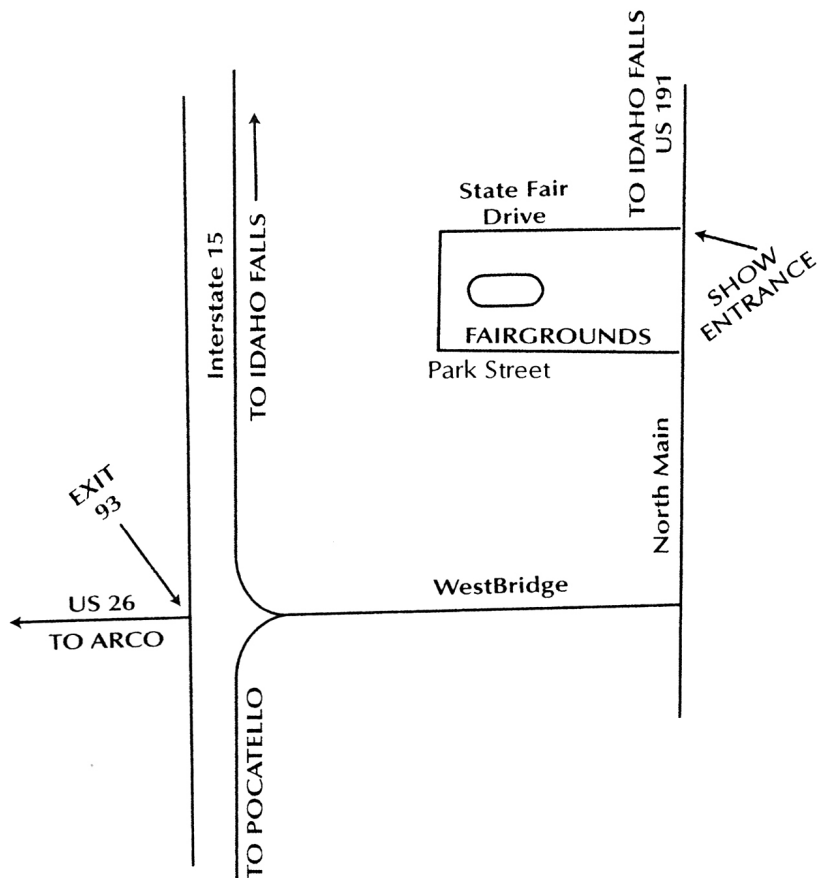 TO IDAHO FALLS
US 191
State Fair
Drive
SHOW
ENTRANCE
Interstate 15
TO IDAHO FALLS
FAIRGROUNDS
Park Street
North Main
EXIT
93
WestBridge
US 26
TO ARCO
TO POCATELLO